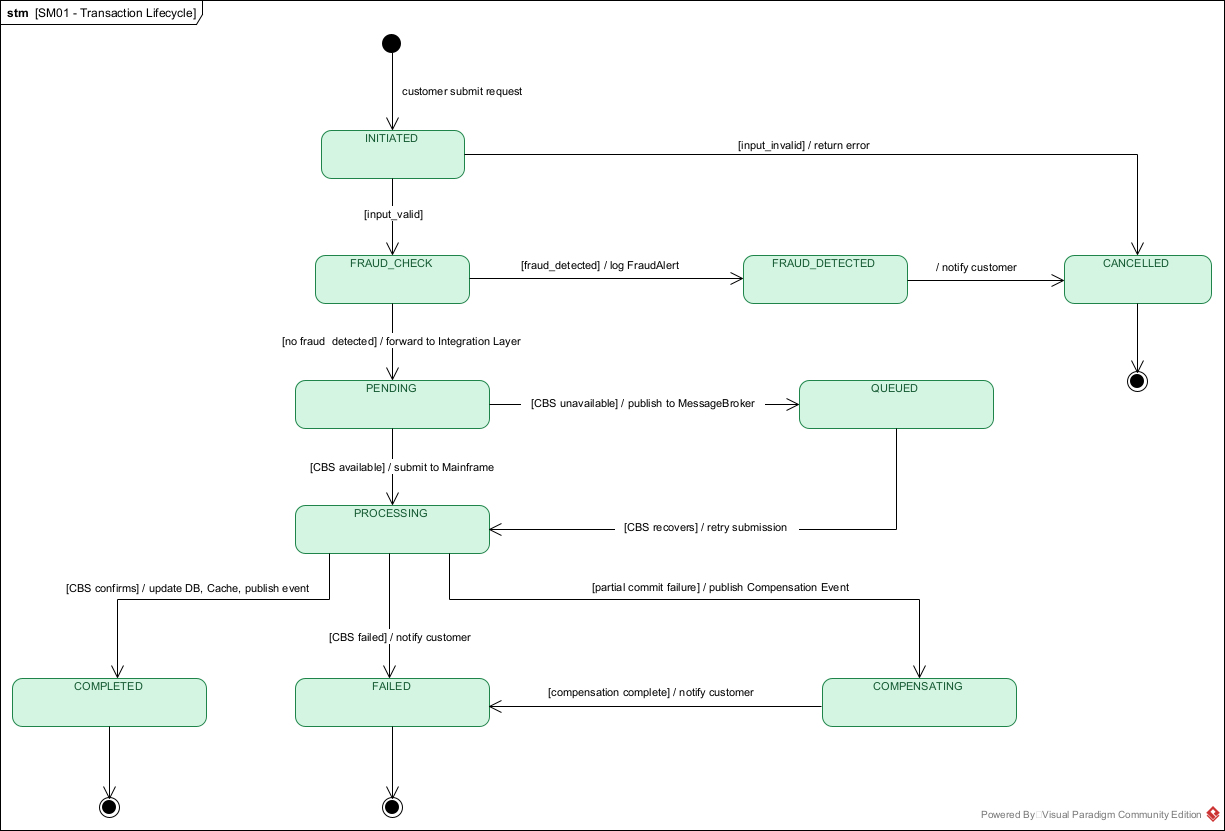 stm [SM01 - Transaction Lifecycle]
customer submit request
INITIATED
[input_invalid] / return error
[input_valid]
FRAUD_CHECK
[fraud_detected] / log FraudAlert
FRAUD_DETECTED
/ notify customer
CANCELLED
[no fraud  detected] / forward to Integration Layer
PENDING
[CBS unavailable] / publish to MessageBroker
QUEUED
[CBS available] / submit to Mainframe
PROCESSING
[CBS recovers] / retry submission
[CBS confirms] / update DB, Cache, publish event
[partial commit failure] / publish Compensation Event
[CBS failed] / notify customer
COMPLETED
FAILED
[compensation complete] / notify customer
COMPENSATING
Powered By Visual Paradigm Community Edition